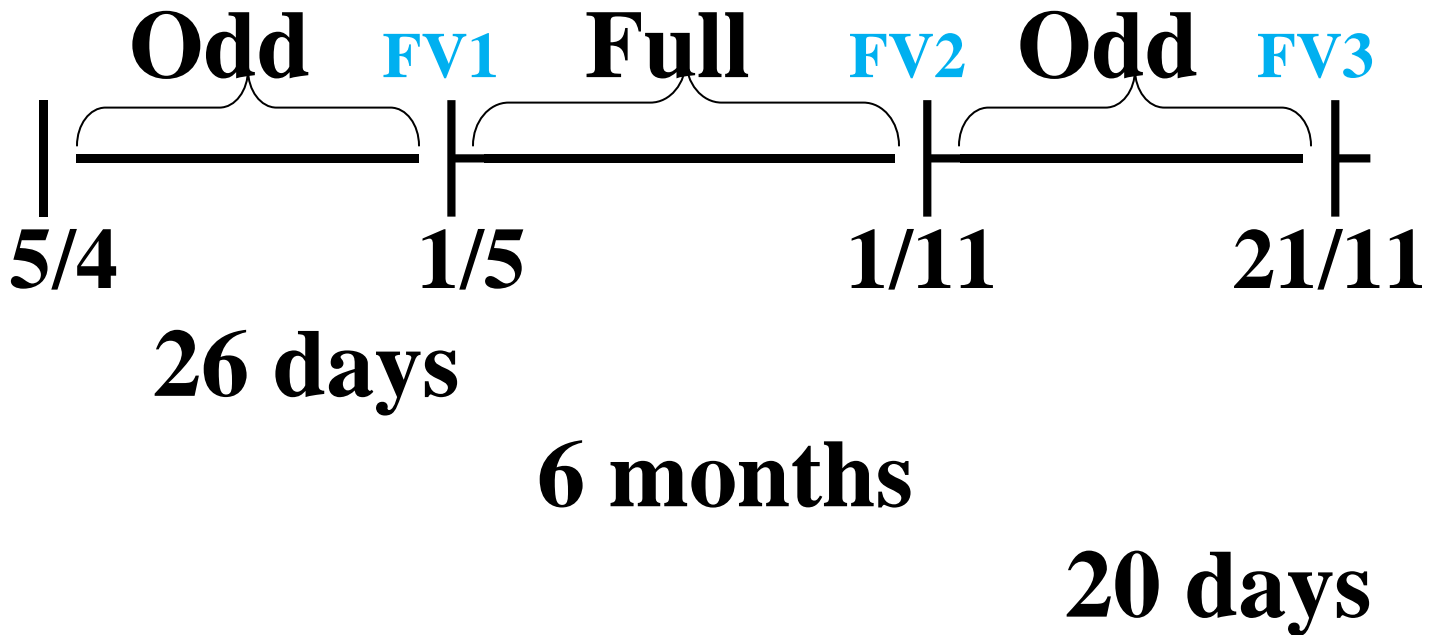 Odd FV1 Full FV2 Odd FV3
5/4 1/5 1/11 21/11
26 days
6 months
20 days